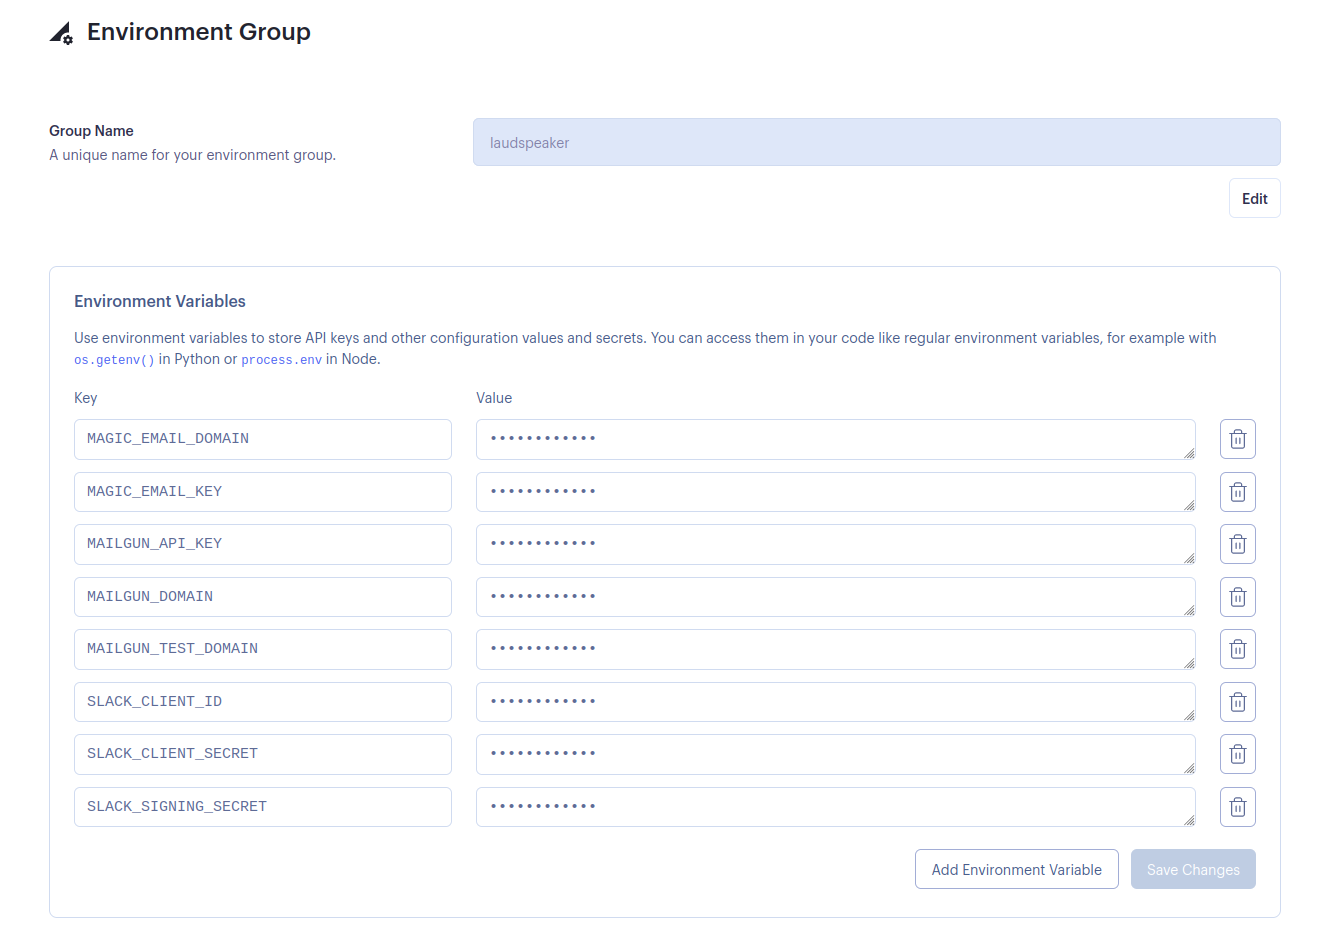 Environment Group
Group Name
A unique name for your environment group.
laudspeaker
Edit
Environment Variables
Use environment variables to store API keys and other configuration values and secrets. You can access them in your code like regular environment variables, for example with
os.getenv() in Python or process.env in Node.
Key Value
MAGIC_EMAIL_DOMAIN ••••••••••••
MAGIC_EMAIL_KEY ••••••••••••
MAILGUN_API_KEY ••••••••••••
MAILGUN_DOMAIN ••••••••••••
MAILGUN_TEST_DOMAIN ••••••••••••
SLACK_CLIENT_ID ••••••••••••
SLACK_CLIENT_SECRET ••••••••••••
SLACK_SIGNING_SECRET ••••••••••••
Add Environment Variable Save Changes